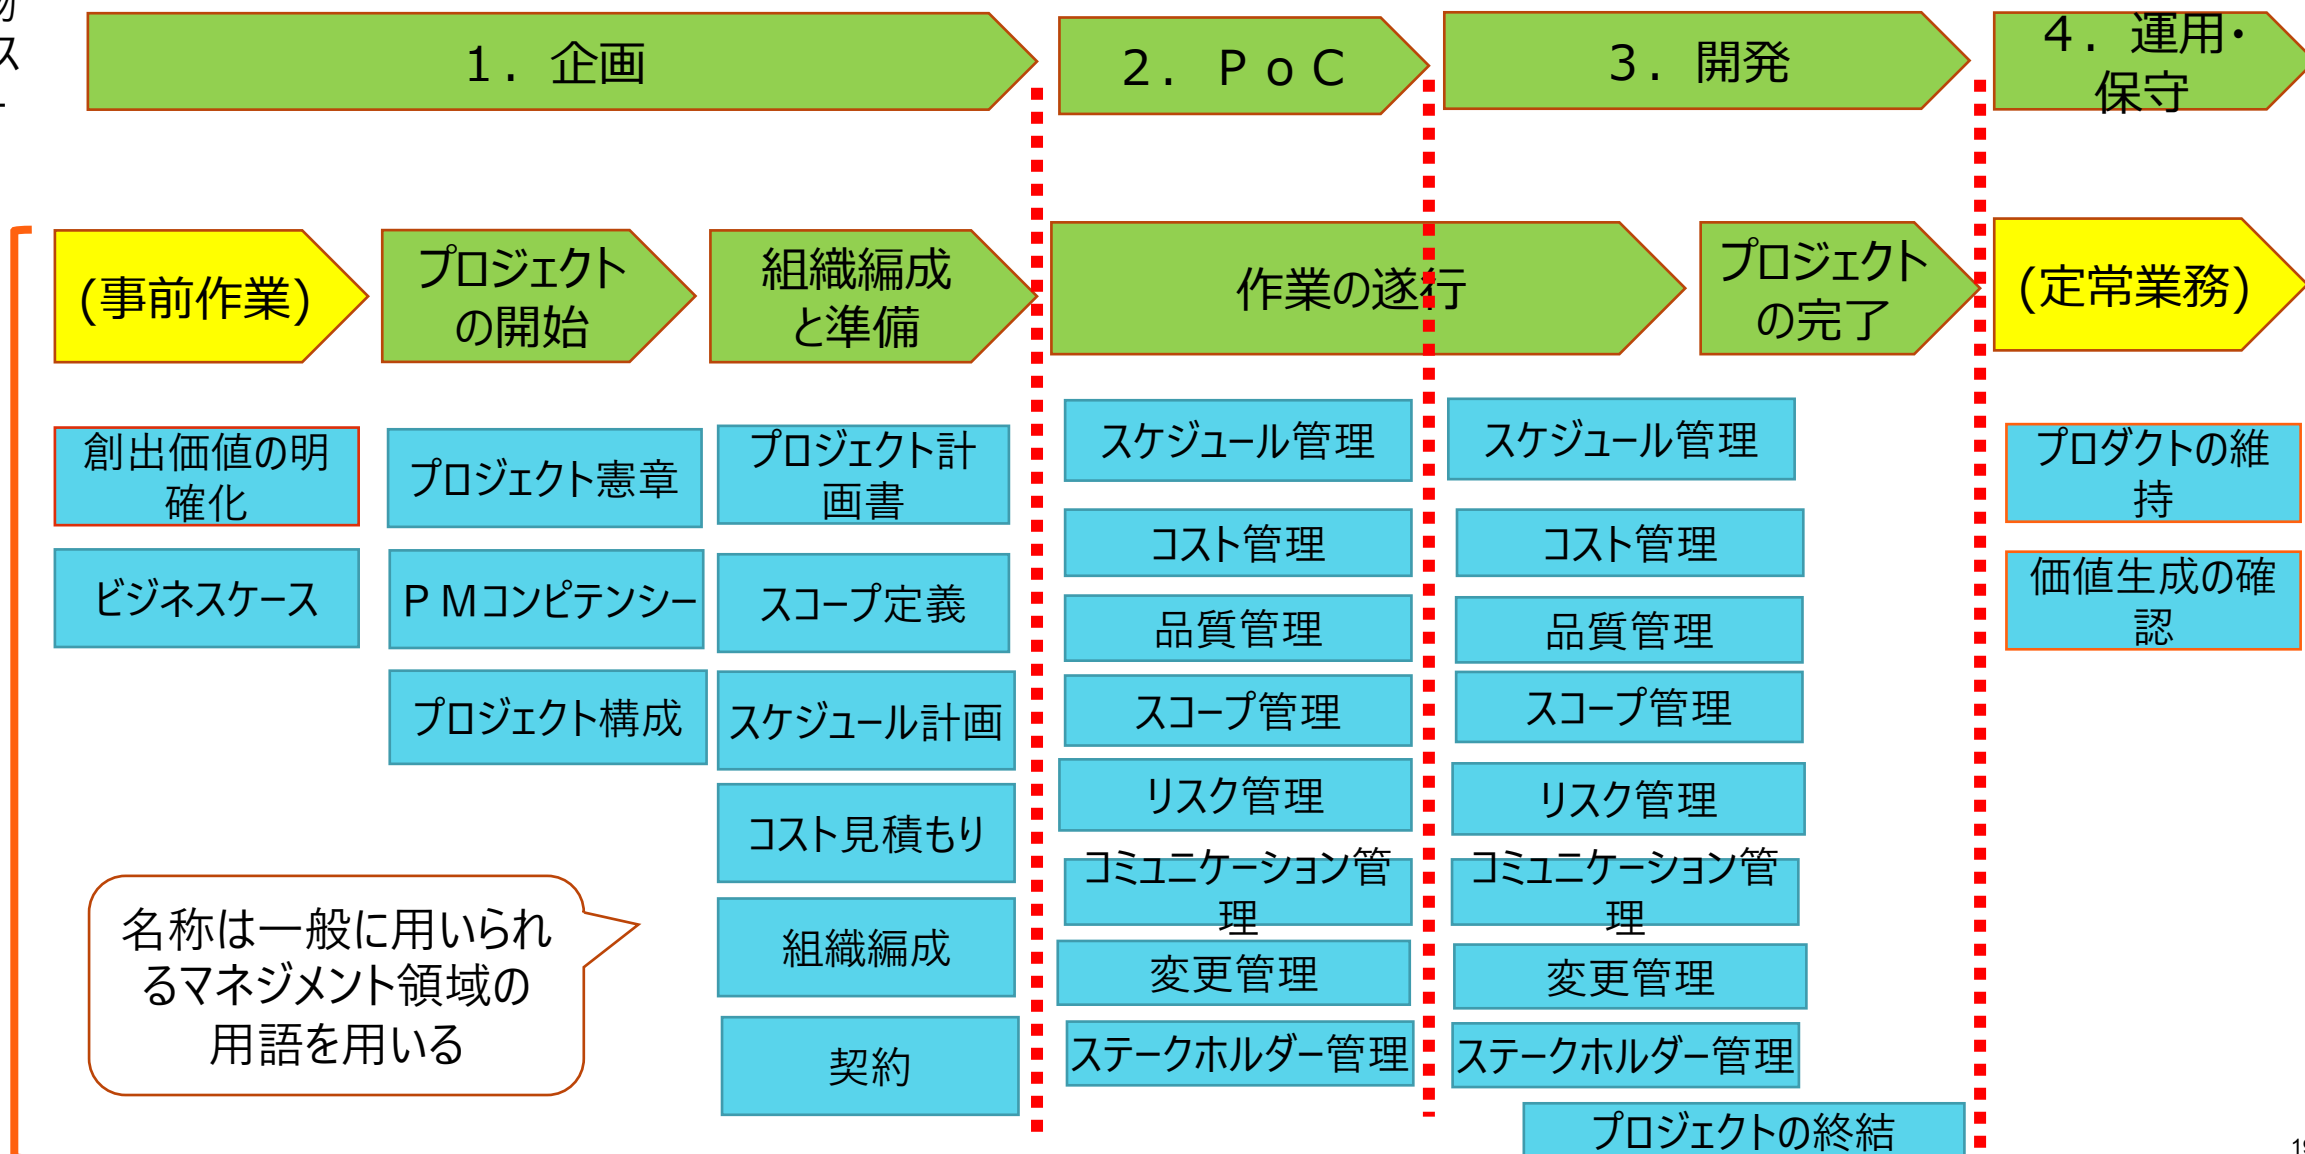 ス
１．企画
２．ＰｏＣ
３．開発
４．運用・
保守
(事前作業)
プロジェクト
の開始
組織編成
と準備
作業の遂行
プロジェクト
の完了
(定常業務)
創出価値の明
確化
ビジネスケース
プロジェクト憲章
ＰＭコンピテンシー
プロジェクト構成
プロジェクト計
画書
スコープ定義
スケジュール計画
コスト見積もり
組織編成
契約
スケジュール管理
コスト管理
品質管理
スコープ管理
リスク管理
コミュニケーション管
理
変更管理
ステークホルダー管理
スケジュール管理
コスト管理
品質管理
スコープ管理
リスク管理
コミュニケーション管
理
変更管理
ステークホルダー管理
プロジェクトの終結
プロダクトの維
持
価値生成の確
認
名称は一般に用いられ
るマネジメント領域の
用語を用いる